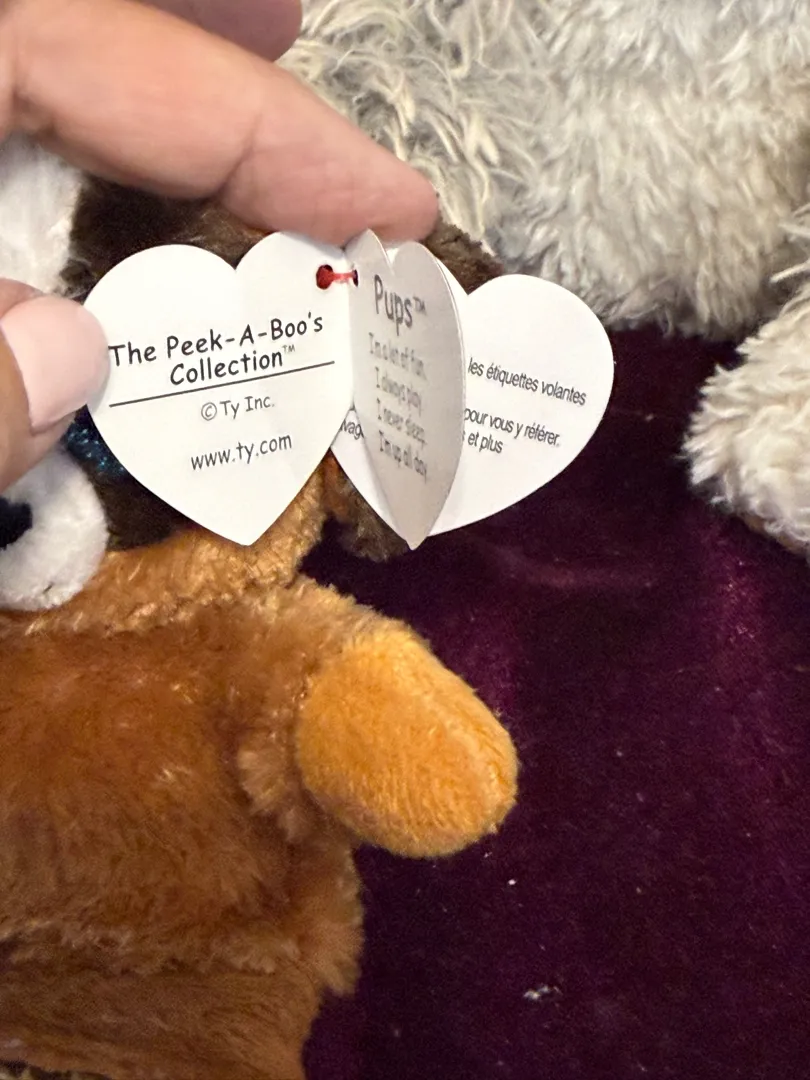 The Peek-A-Boo's
Collection™
© Ty Inc.
www.ty.com
Pups™
I'm a lot of fun.
I always play
I never sleep.
I'm up all day
les étiquettes volantes
pour vous y référer.
et plus